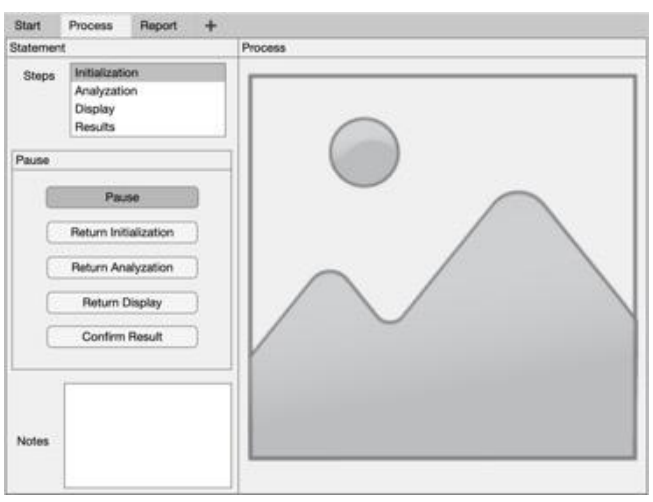 Start Process Report +
Statement
Process
Steps
Initialization
Analyzation
Display
Results
Pause
Pause
Return Initialization
Return Analyzation
Return Display
Confirm Result
Notes